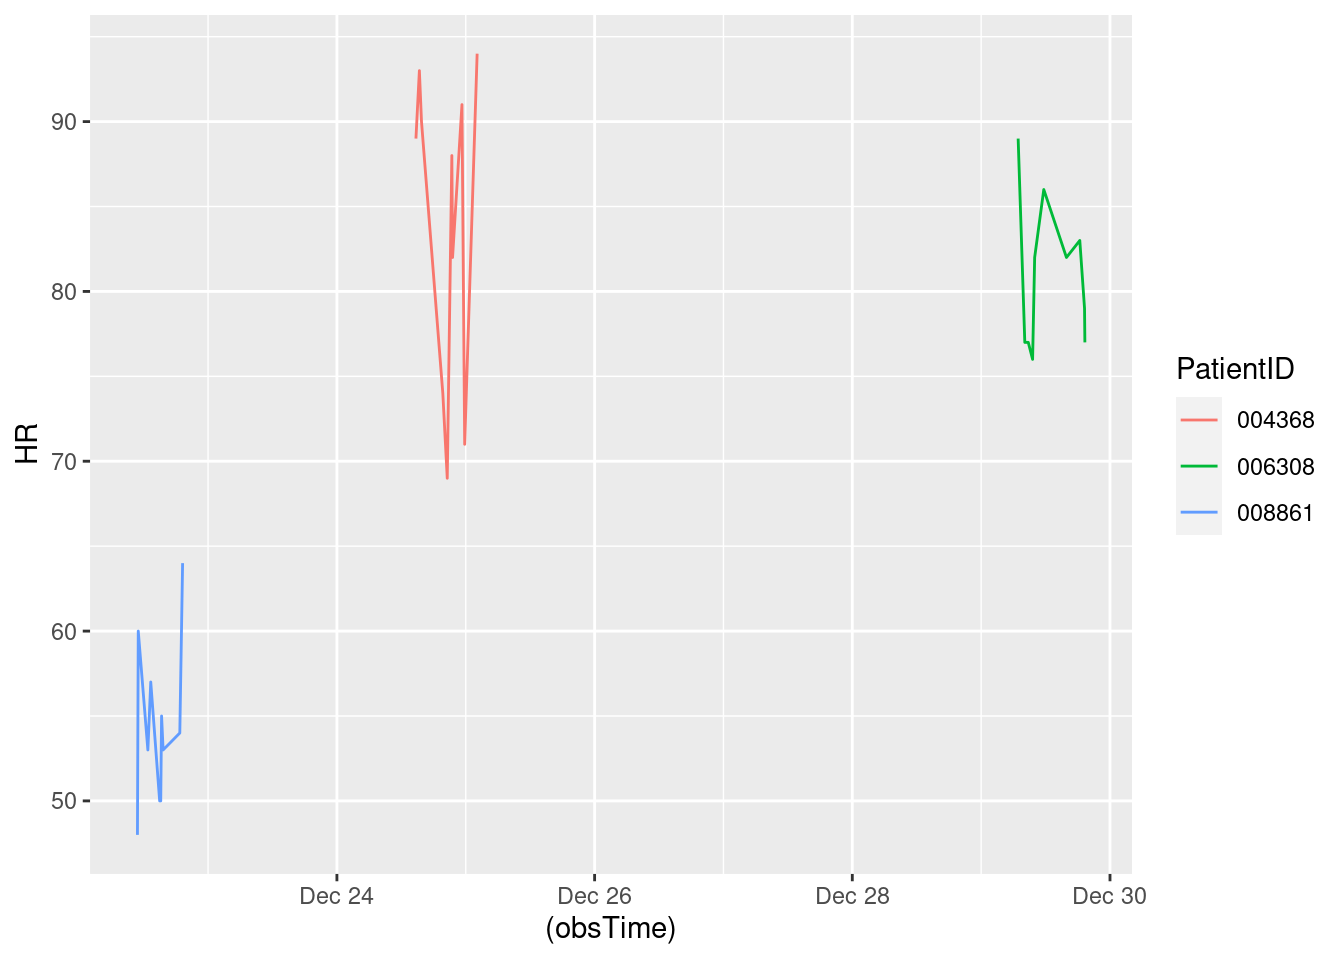 90
80
70
60
50
HR
Dec 24
Dec 26
Dec 28
Dec 30
(obsTime)
PatientID
004368
006308
008861